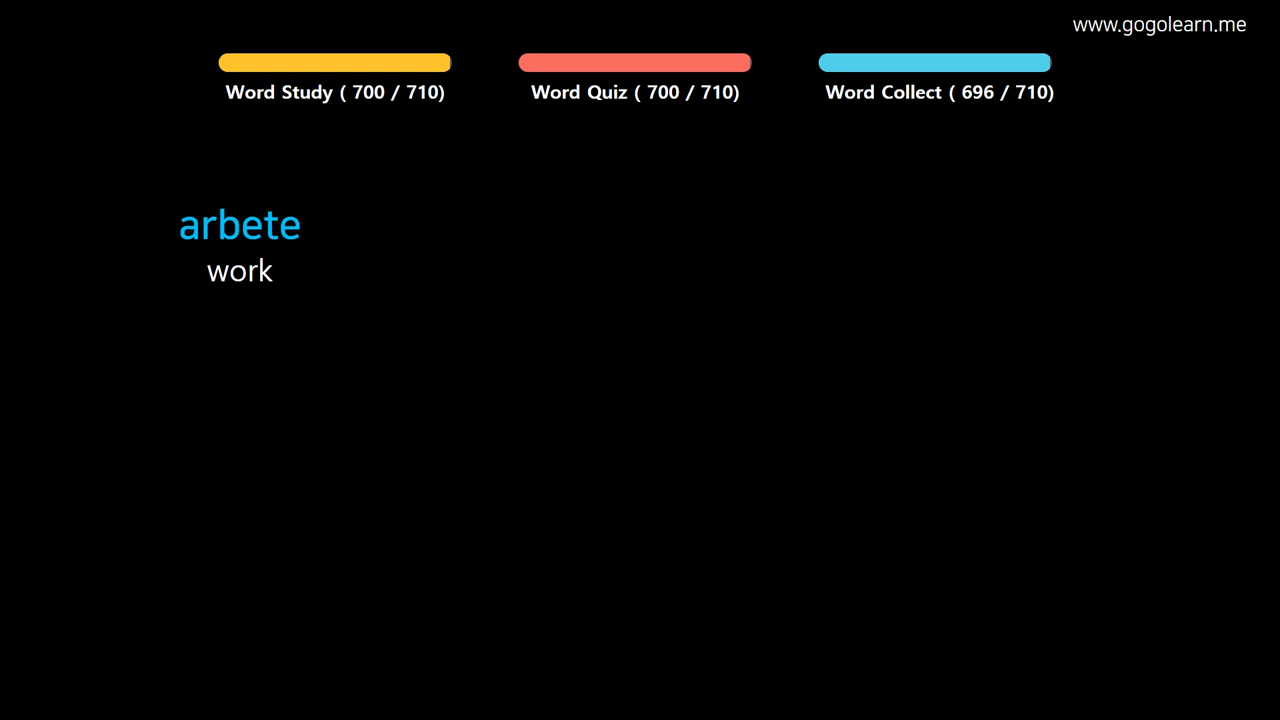 www.gogolearn.me
Word Study ( 700 / 710)
Word Quiz ( 700 / 710)
Word Collect ( 696 / 710)
arbete
work